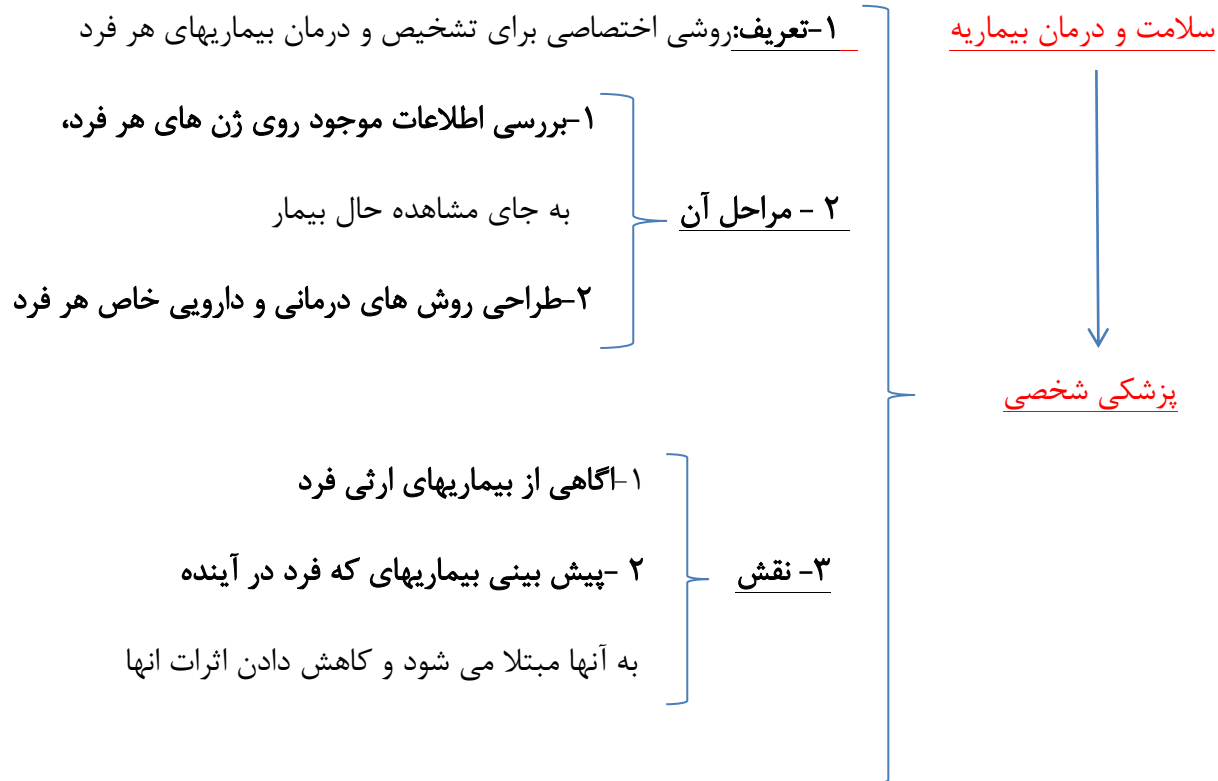 سلامت و درمان بیماریه
۱-تعریف:روشی اختصاصی برای تشخیص و درمان بیماریهای هر فرد
۱-بررسی اطلاعات موجود روی ژن های هر فرد،
۲ - مراحل آن
به جای مشاهده حال بیمار
۲-طراحی روش های درمانی و دارویی خاص هر فرد
پزشکی شخصی
۱-اگاهی از بیماریهای ارثی فرد
۳- نقش
۲ -پیش بینی بیماریهای که فرد در آینده
به آنها مبتلا می شود و کاهش دادن اثرات انها